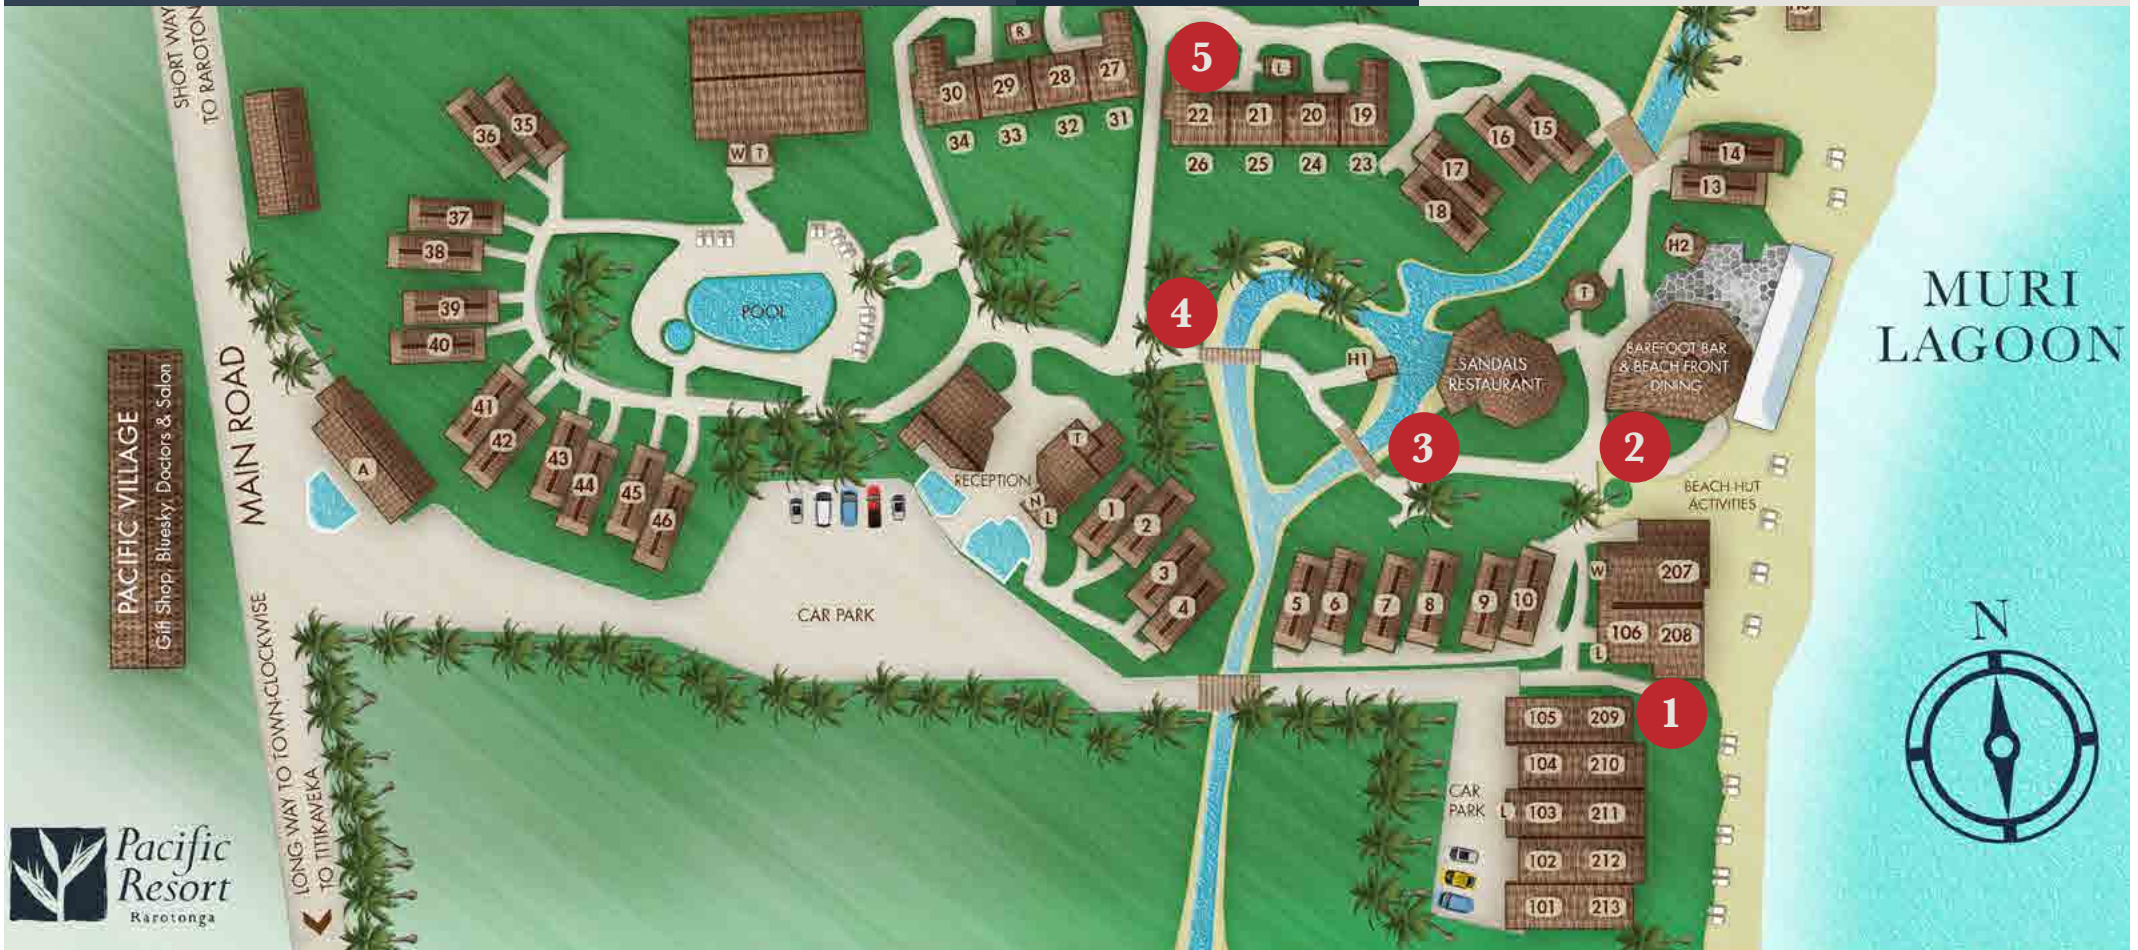 SHORT WAY
TO RAROTON
R
30
29
28
27
34
33
32
31
5
L
22
21
20
19
26
25
24
23
16
15
17
18
14
13
H2
36
35
W
T
37
38
39
40
POOL
4
H1
T
SANDALS
RESTAURANT
BAREFOOT BAR
& BEACH FRONT
DINING
MURI
LAGOON
PACIFIC VILLAGE
Gift Shop, Bluesky, Doctors & Salon
MAIN ROAD
A
41
42
43
44
45
46
RECEPTION
T
N
L
1
2
3
4
3
2
BEACH HUT
ACTIVITIES
5
6
7
8
9
10
W
207
106
208
L
CAR PARK
1
105
209
104
210
CAR
PARK
L
103
211
102
212
101
213
N
LONG WAY TO TOWN-CLOCKWISE
TO TITIKAVEKA
Pacific
Resort
Rarotonga